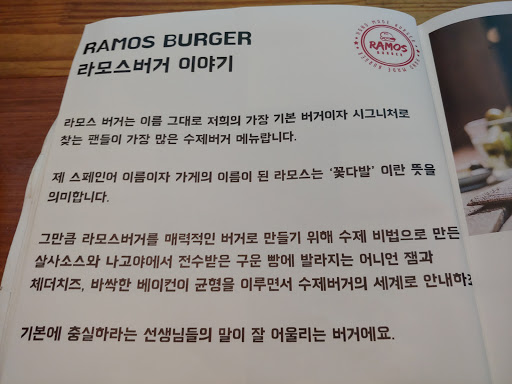 RAMOS BURGER
라모스버거 이야기
HOME MADE BURGER
RAMOS
BURGER
라모스 버거는 이름 그대로 저희의 가장 기본 버거이자 시그니처로
찾는 팬들이 가장 많은 수제버거 메뉴랍니다.
제 스페인어 이름이자 가게의 이름이 된 라모스는 '꽃다발' 이란 뜻을
의미합니다.
그만큼 라모스버거를 매력적인 버거로 만들기 위해 수제 비법으로 만든
살사소스와 나고야에서 전수받은 구운 빵에 발라지는 어니언 잼과
체더치즈, 바싹한 베이컨이 균형을 이루면서 수제버거의 세계로 안내하죠
기본에 충실하라는 선생님들의 말이 잘 어울리는 버거에요.